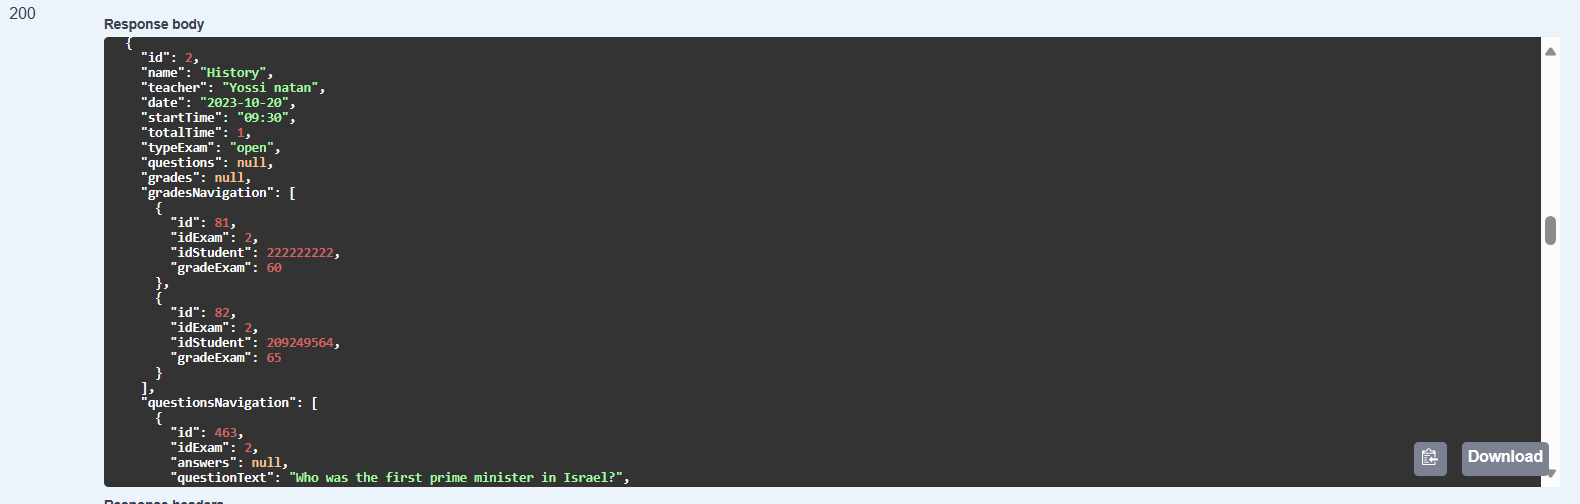 200
Response body
{
"id": 2,
"name": "History",
"teacher": "Yossi natan",
"date": "2023-10-20",
"startTime": "09:30",
"totalTime": 1,
"typeExam": "open",
"questions": null,
"grades": null,
"gradesNavigation": [
{
"id": 81,
"idExam": 2,
"idStudent": 222222222,
"gradeExam": 60
},
{
"id": 82,
"idExam": 2,
"idStudent": 209249564,
"gradeExam": 65
}
],
"questionsNavigation": [
{
"id": 463,
"idExam": 2,
"answers": null,
"questionText": "Who was the first prime minister in Israel?",
Download
Response headers